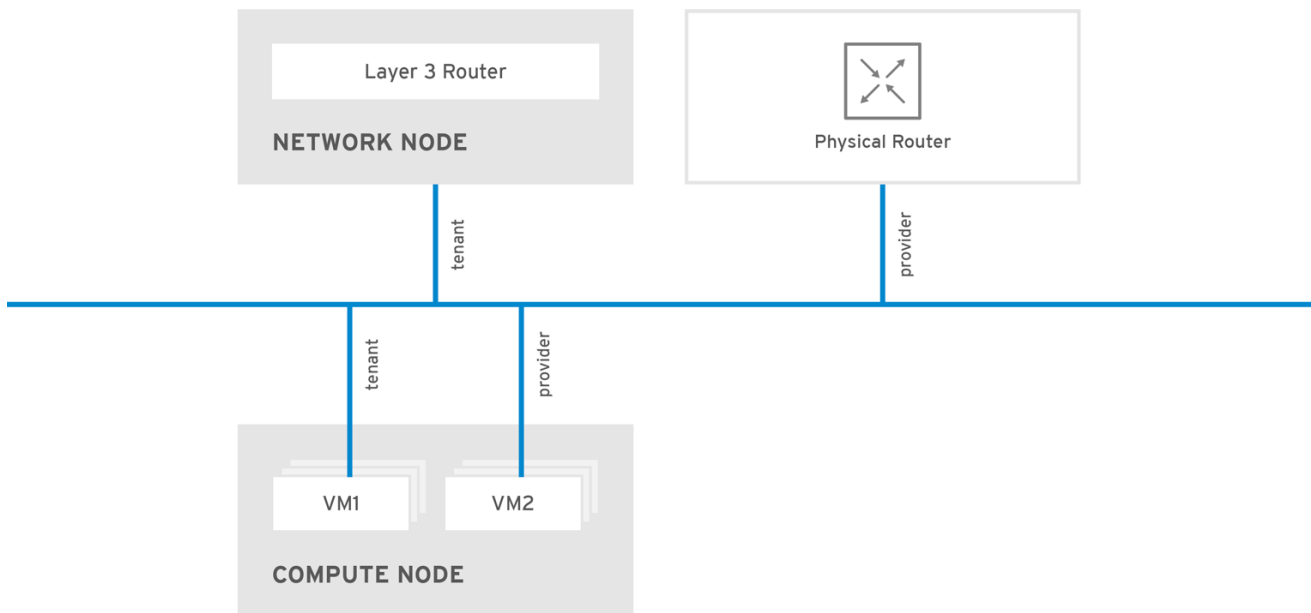 Layer 3 Router
NETWORK NODE
Physical Router
tenant
provider
tenant
provider
VM1
VM2
COMPUTE NODE